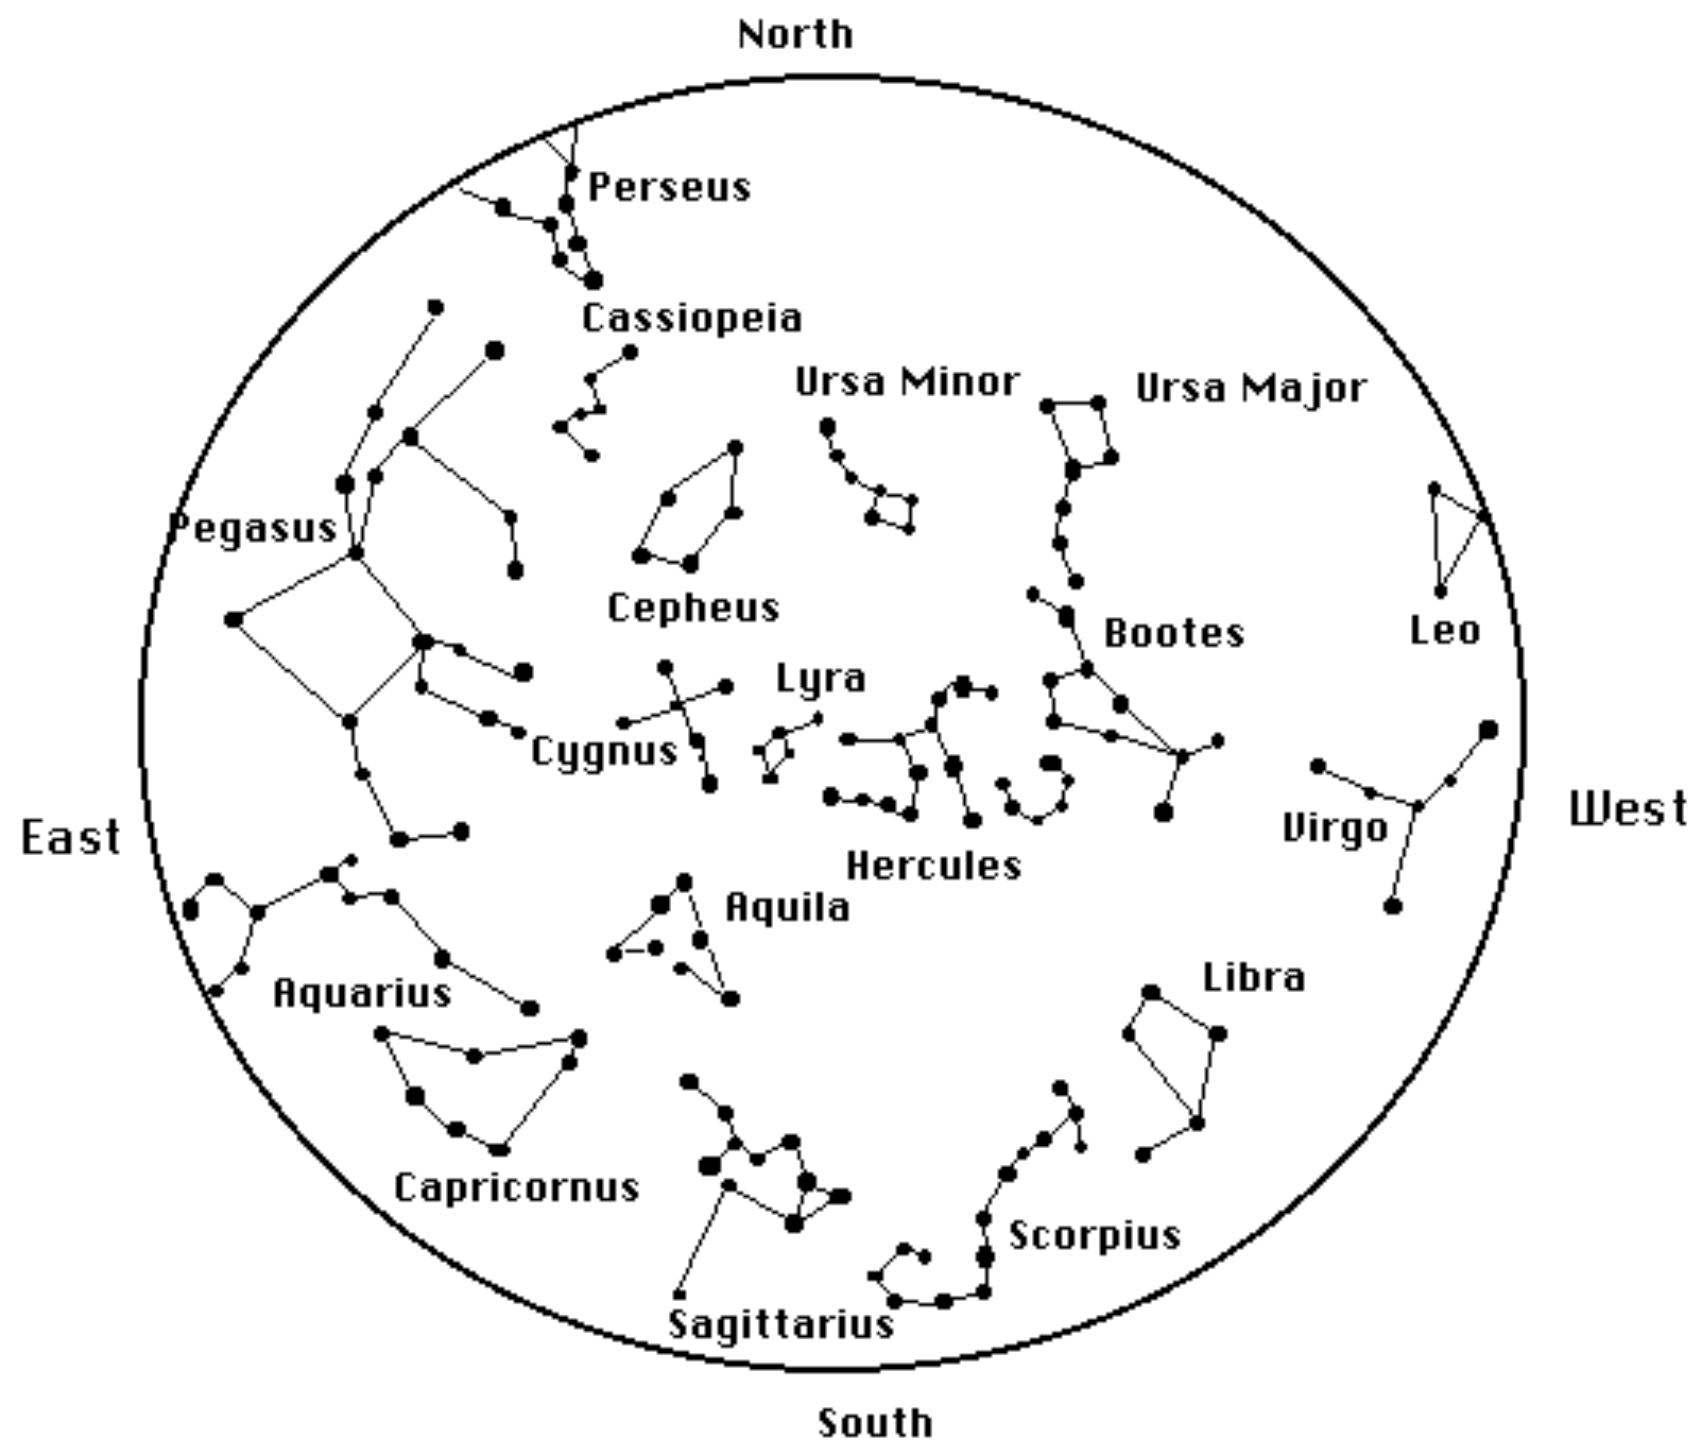 North
Perseus
Cassiopeia
Ursa Minor
Ursa Major
Pegasus
Cepheus
Bootes
Leo
Lyra
Cygnus
East
West
Virgo
Hercules
Aquila
Aquarius
Libra
Capricornus
Scorpius
Sagittarius
South